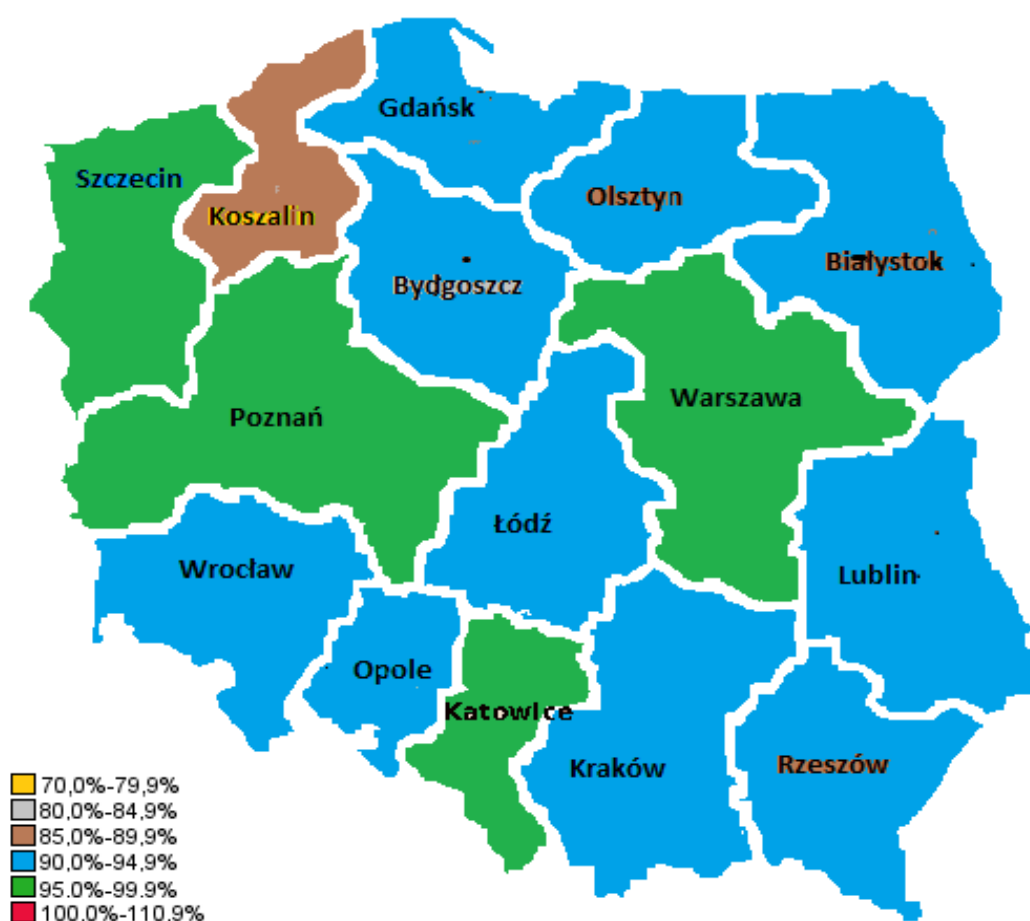 Gdańsk
Szczecin
Olsztyn
Koszalin
Białystok
Bydgoszcz
Warszawa
Poznań
Łódź
Wrocław
Lublin
Opole
Katowice
Kraków
Rzeszów
70,0%-79,9%
80,0%-84,9%
85,0%-89,9%
90,0%-94,9%
95.0%-99.9%
100,0%-110,9%